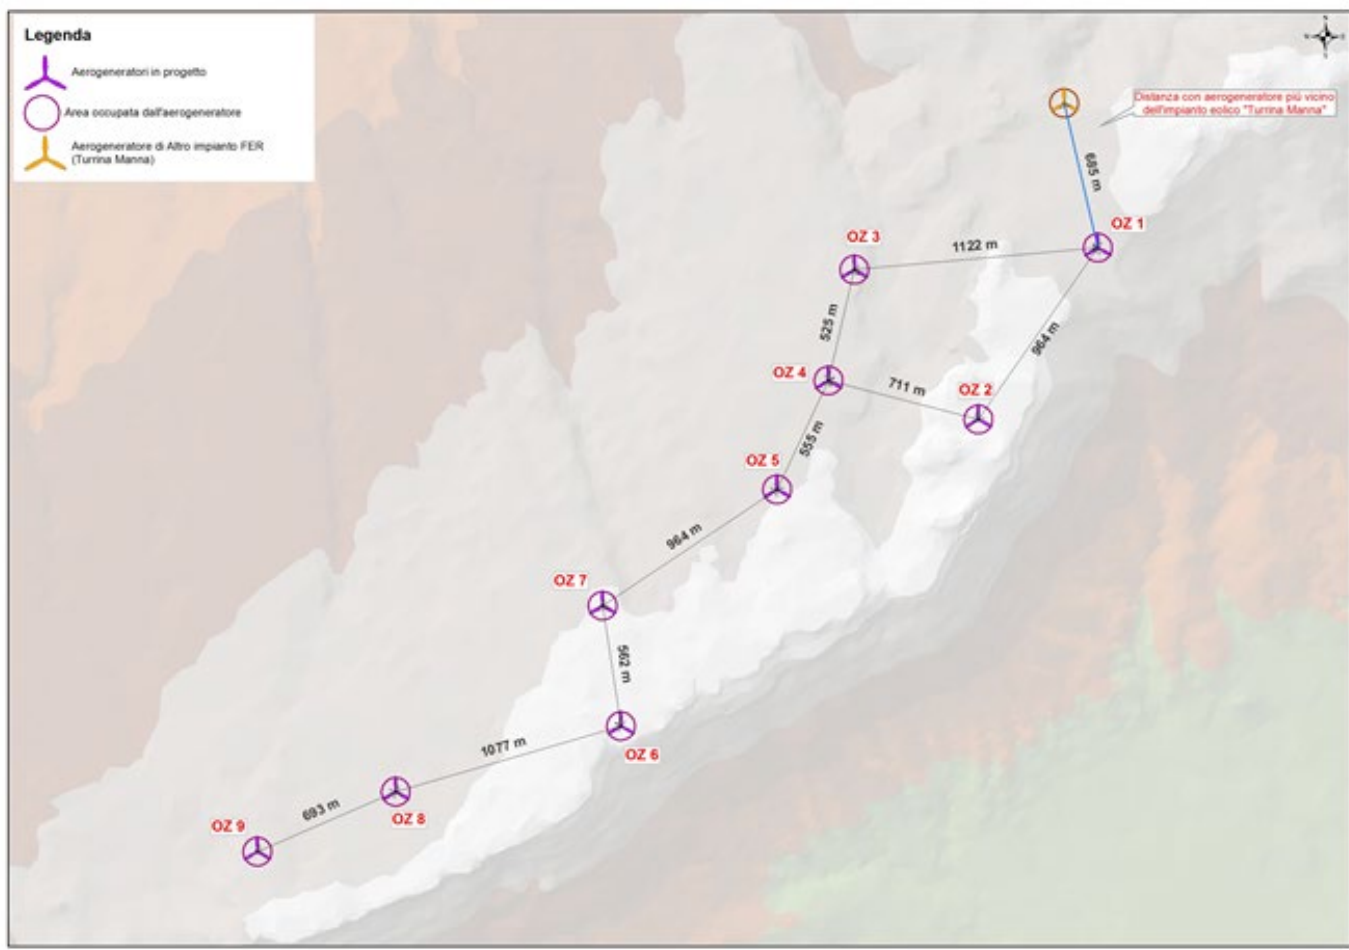 Legenda
Aerogeneratori in progetto
Area occupata dall'aerogeneratore
Aerogeneratore di Altro impianto FER
(Turrina Manna)
Distanza con aerogeneratore più vicino
dell'impianto eolico "Turrina Manna"
685 m
OZ 1
OZ 3
1122 m
525 m
964 m
OZ 4
711 m
OZ 2
555 m
OZ 5
964 m
OZ 7
562 m
OZ 6
1077 m
OZ 8
693 m
OZ 9